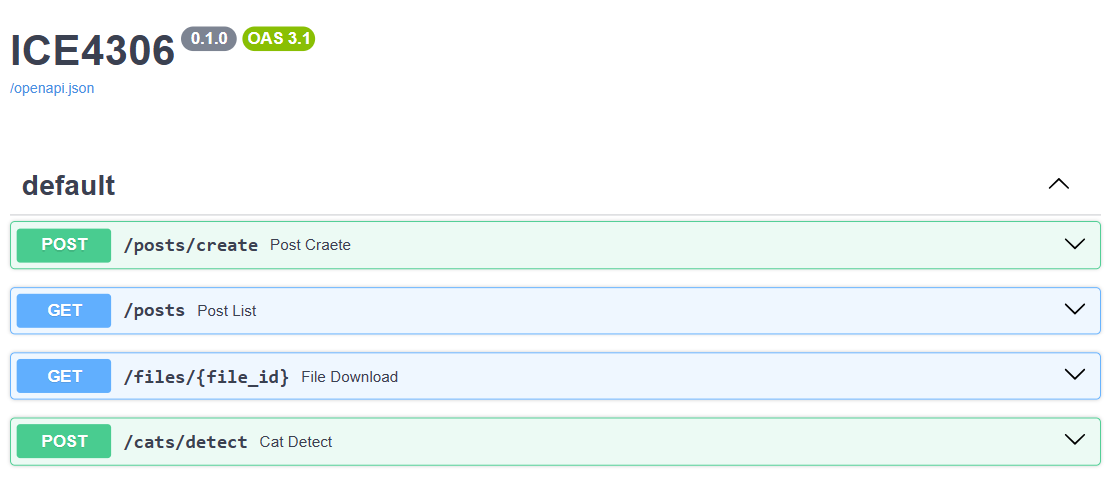 ICE4306 0.1.0 OAS 3.1
/openapi.json
default
POST /posts/create Post Craete
GET /posts Post List
GET /files/{file_id} File Download
POST /cats/detect Cat Detect